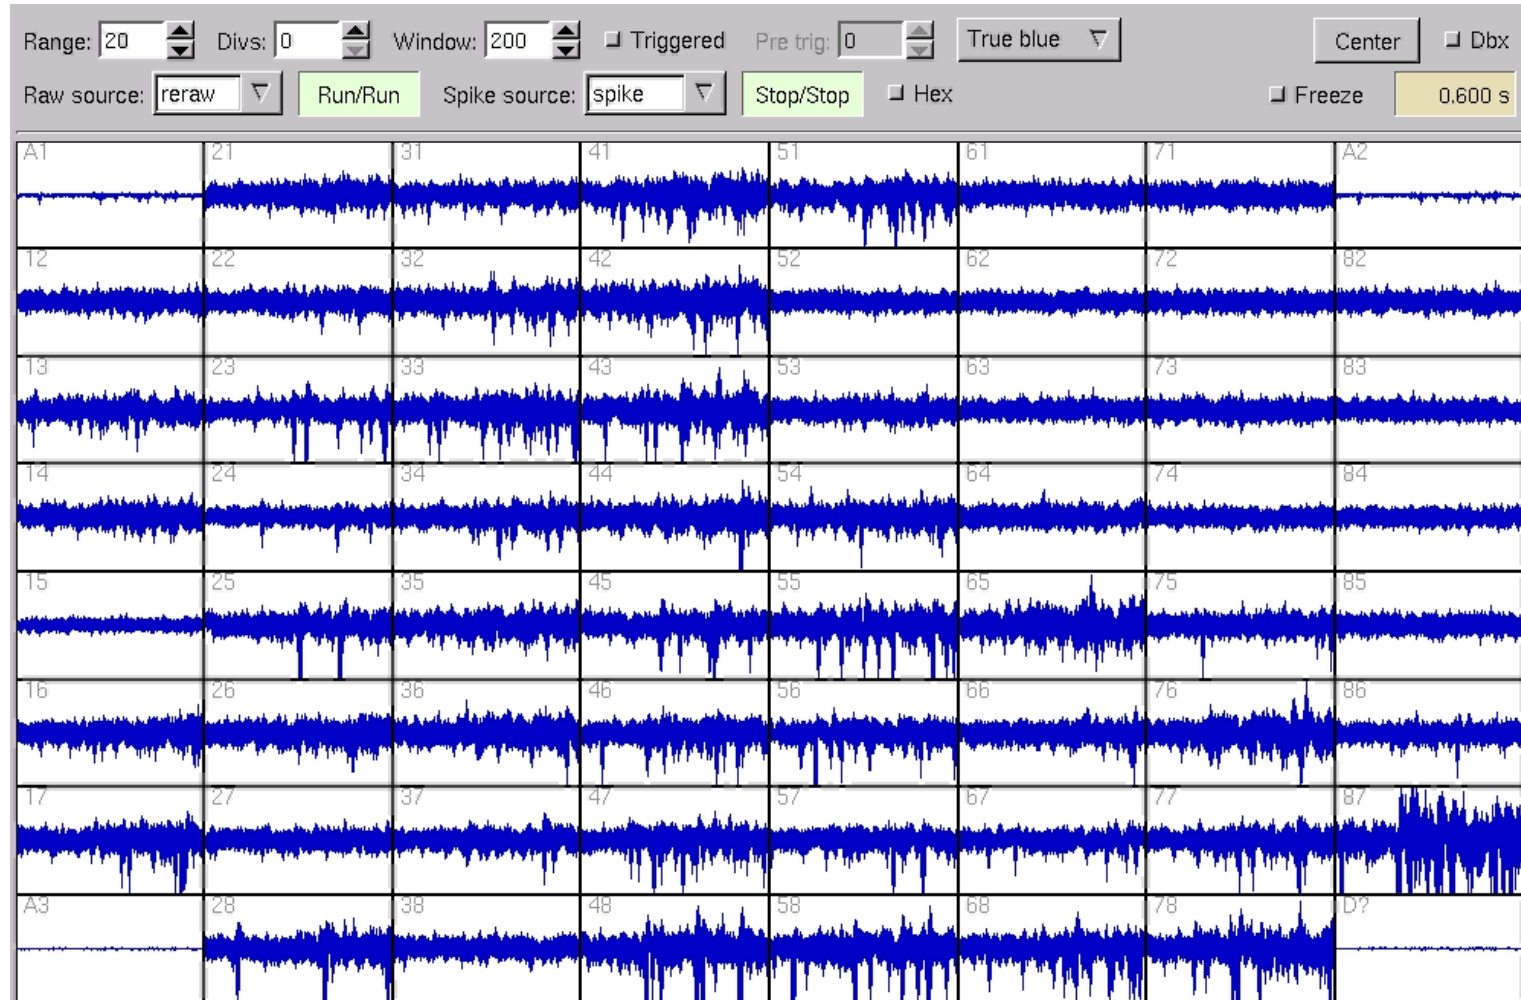 Range: 20 Divs: 0 Window: 200 Triggered Pre trig: 0 True blue Center Dbx
Raw source: reraw Run/Run Spike source: spike Stop/Stop Hex Freeze 0.600 s
A1 21 31 41 51 61 71 A2
12 22 32 42 52 62 72 82
13 23 33 43 53 63 73 83
14 24 34 44 54 64 74 84
15 25 35 45 55 65 75 85
16 26 36 46 56 66 76 86
17 27 37 47 57 67 77 87
A3 28 38 48 58 68 78 D?